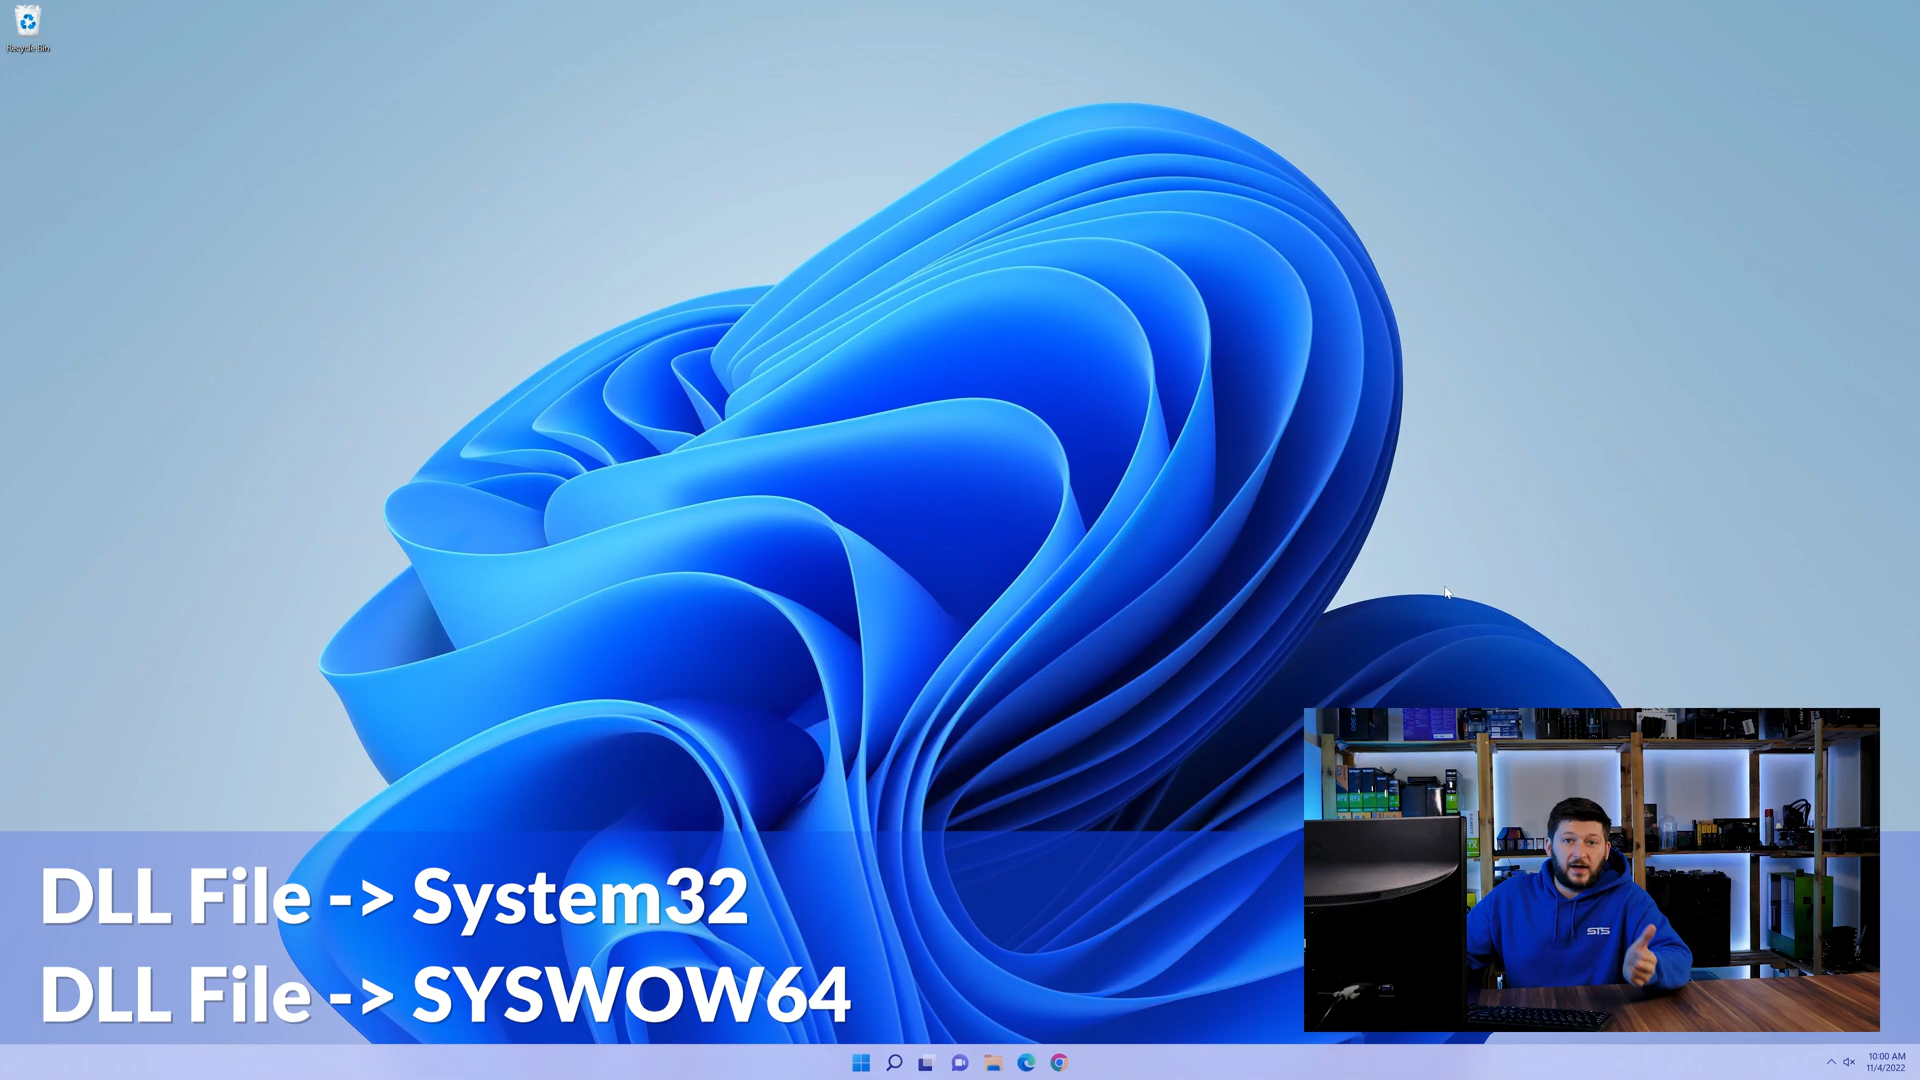 Recycle Bin
DLL File -> System32
DLL File -> SYSWOW64
STS
10:00 AM
11/4/2022